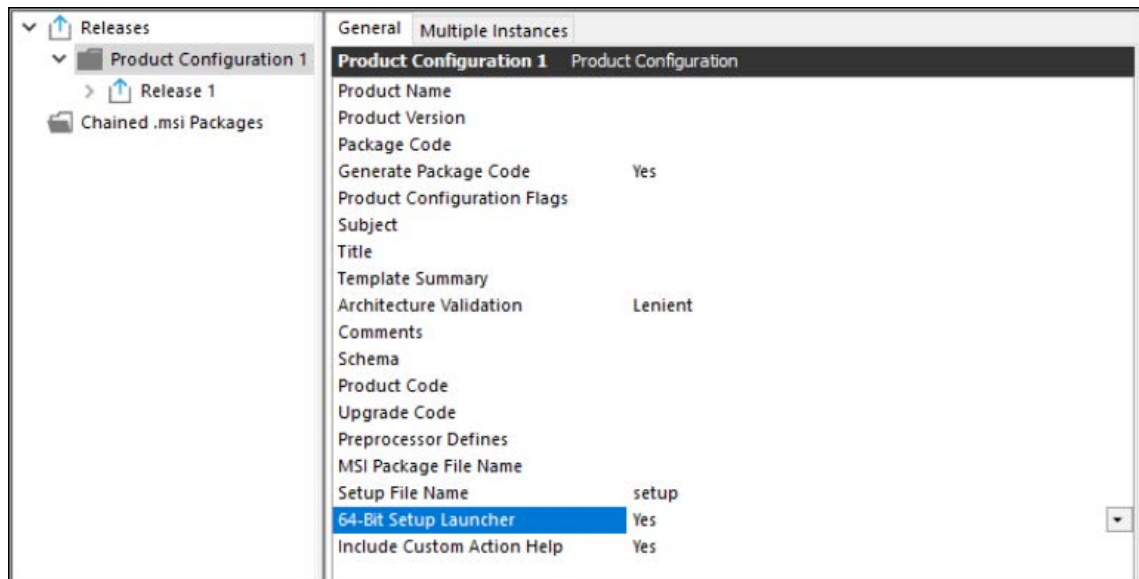 Releases
Product Configuration 1
Release 1
Chained .msi Packages
General Multiple Instances
Product Configuration 1 Product Configuration
Product Name
Product Version
Package Code
Generate Package Code Yes
Product Configuration Flags
Subject
Title
Template Summary
Architecture Validation Lenient
Comments
Schema
Product Code
Upgrade Code
Preprocessor Defines
MSI Package File Name
Setup File Name setup
64-Bit Setup Launcher Yes
Include Custom Action Help Yes